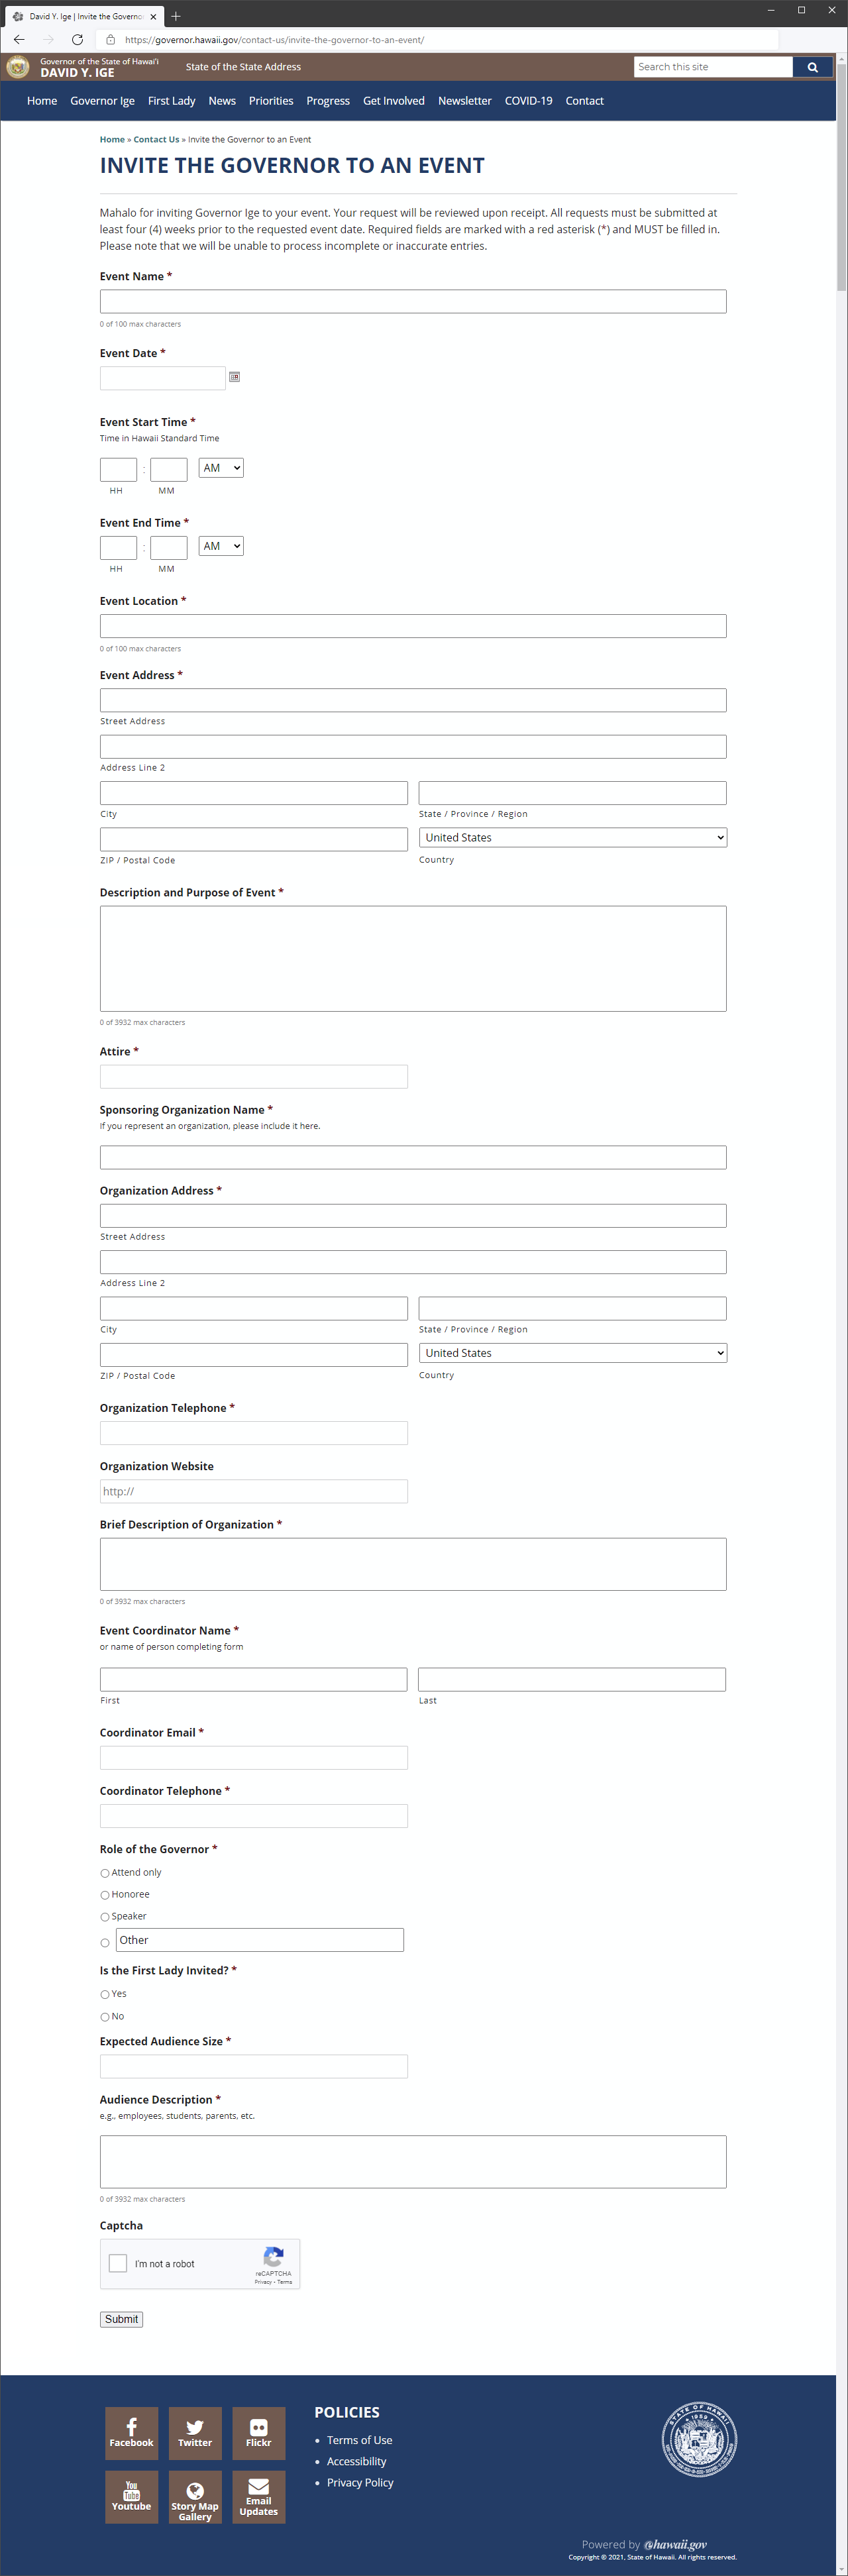 David Y. Ige | Invite the Governor
https://governor.hawaii.gov/contact-us/invite-the-governor-to-an-event/
Governor of the State of Hawai'i
DAVID Y. IGE
State of the State Address
Search this site
Home Governor Ige First Lady News Priorities Progress Get Involved Newsletter COVID-19 Contact
Home » Contact Us » Invite the Governor to an Event
INVITE THE GOVERNOR TO AN EVENT
Mahalo for inviting Governor Ige to your event. Your request will be reviewed upon receipt. All requests must be submitted at
least four (4) weeks prior to the requested event date. Required fields are marked with a red asterisk (*) and MUST be filled in.
Please note that we will be unable to process incomplete or inaccurate entries.
Event Name *
0 of 100 max characters
Event Date *
Event Start Time *
Time in Hawaii Standard Time
: AM
HH MM
Event End Time *
: AM
HH MM
Event Location *
0 of 100 max characters
Event Address *
Street Address
Address Line 2
City State / Province / Region
United States
ZIP / Postal Code Country
Description and Purpose of Event *
0 of 3932 max characters
Attire *
Sponsoring Organization Name *
If you represent an organization, please include it here.
Organization Address *
Street Address
Address Line 2
City State / Province / Region
United States
ZIP / Postal Code Country
Organization Telephone *
Organization Website
http://
Brief Description of Organization *
0 of 3932 max characters
Event Coordinator Name *
or name of person completing form
First Last
Coordinator Email *
Coordinator Telephone *
Role of the Governor *
Attend only
Honoree
Speaker
Other
Is the First Lady Invited? *
Yes
No
Expected Audience Size *
Audience Description *
e.g., employees, students, parents, etc.
0 of 3932 max characters
Captcha
I'm not a robot
reCAPTCHA
Privacy - Terms
Submit
Facebook Twitter Flickr
You
Tube
Youtube
Story Map
Gallery
Email
Updates
POLICIES
Terms of Use
Accessibility
Privacy Policy
STATE OF HAWAII
1959
Powered by @hawaii.gov
Copyright © 2021, State of Hawaii. All rights reserved.